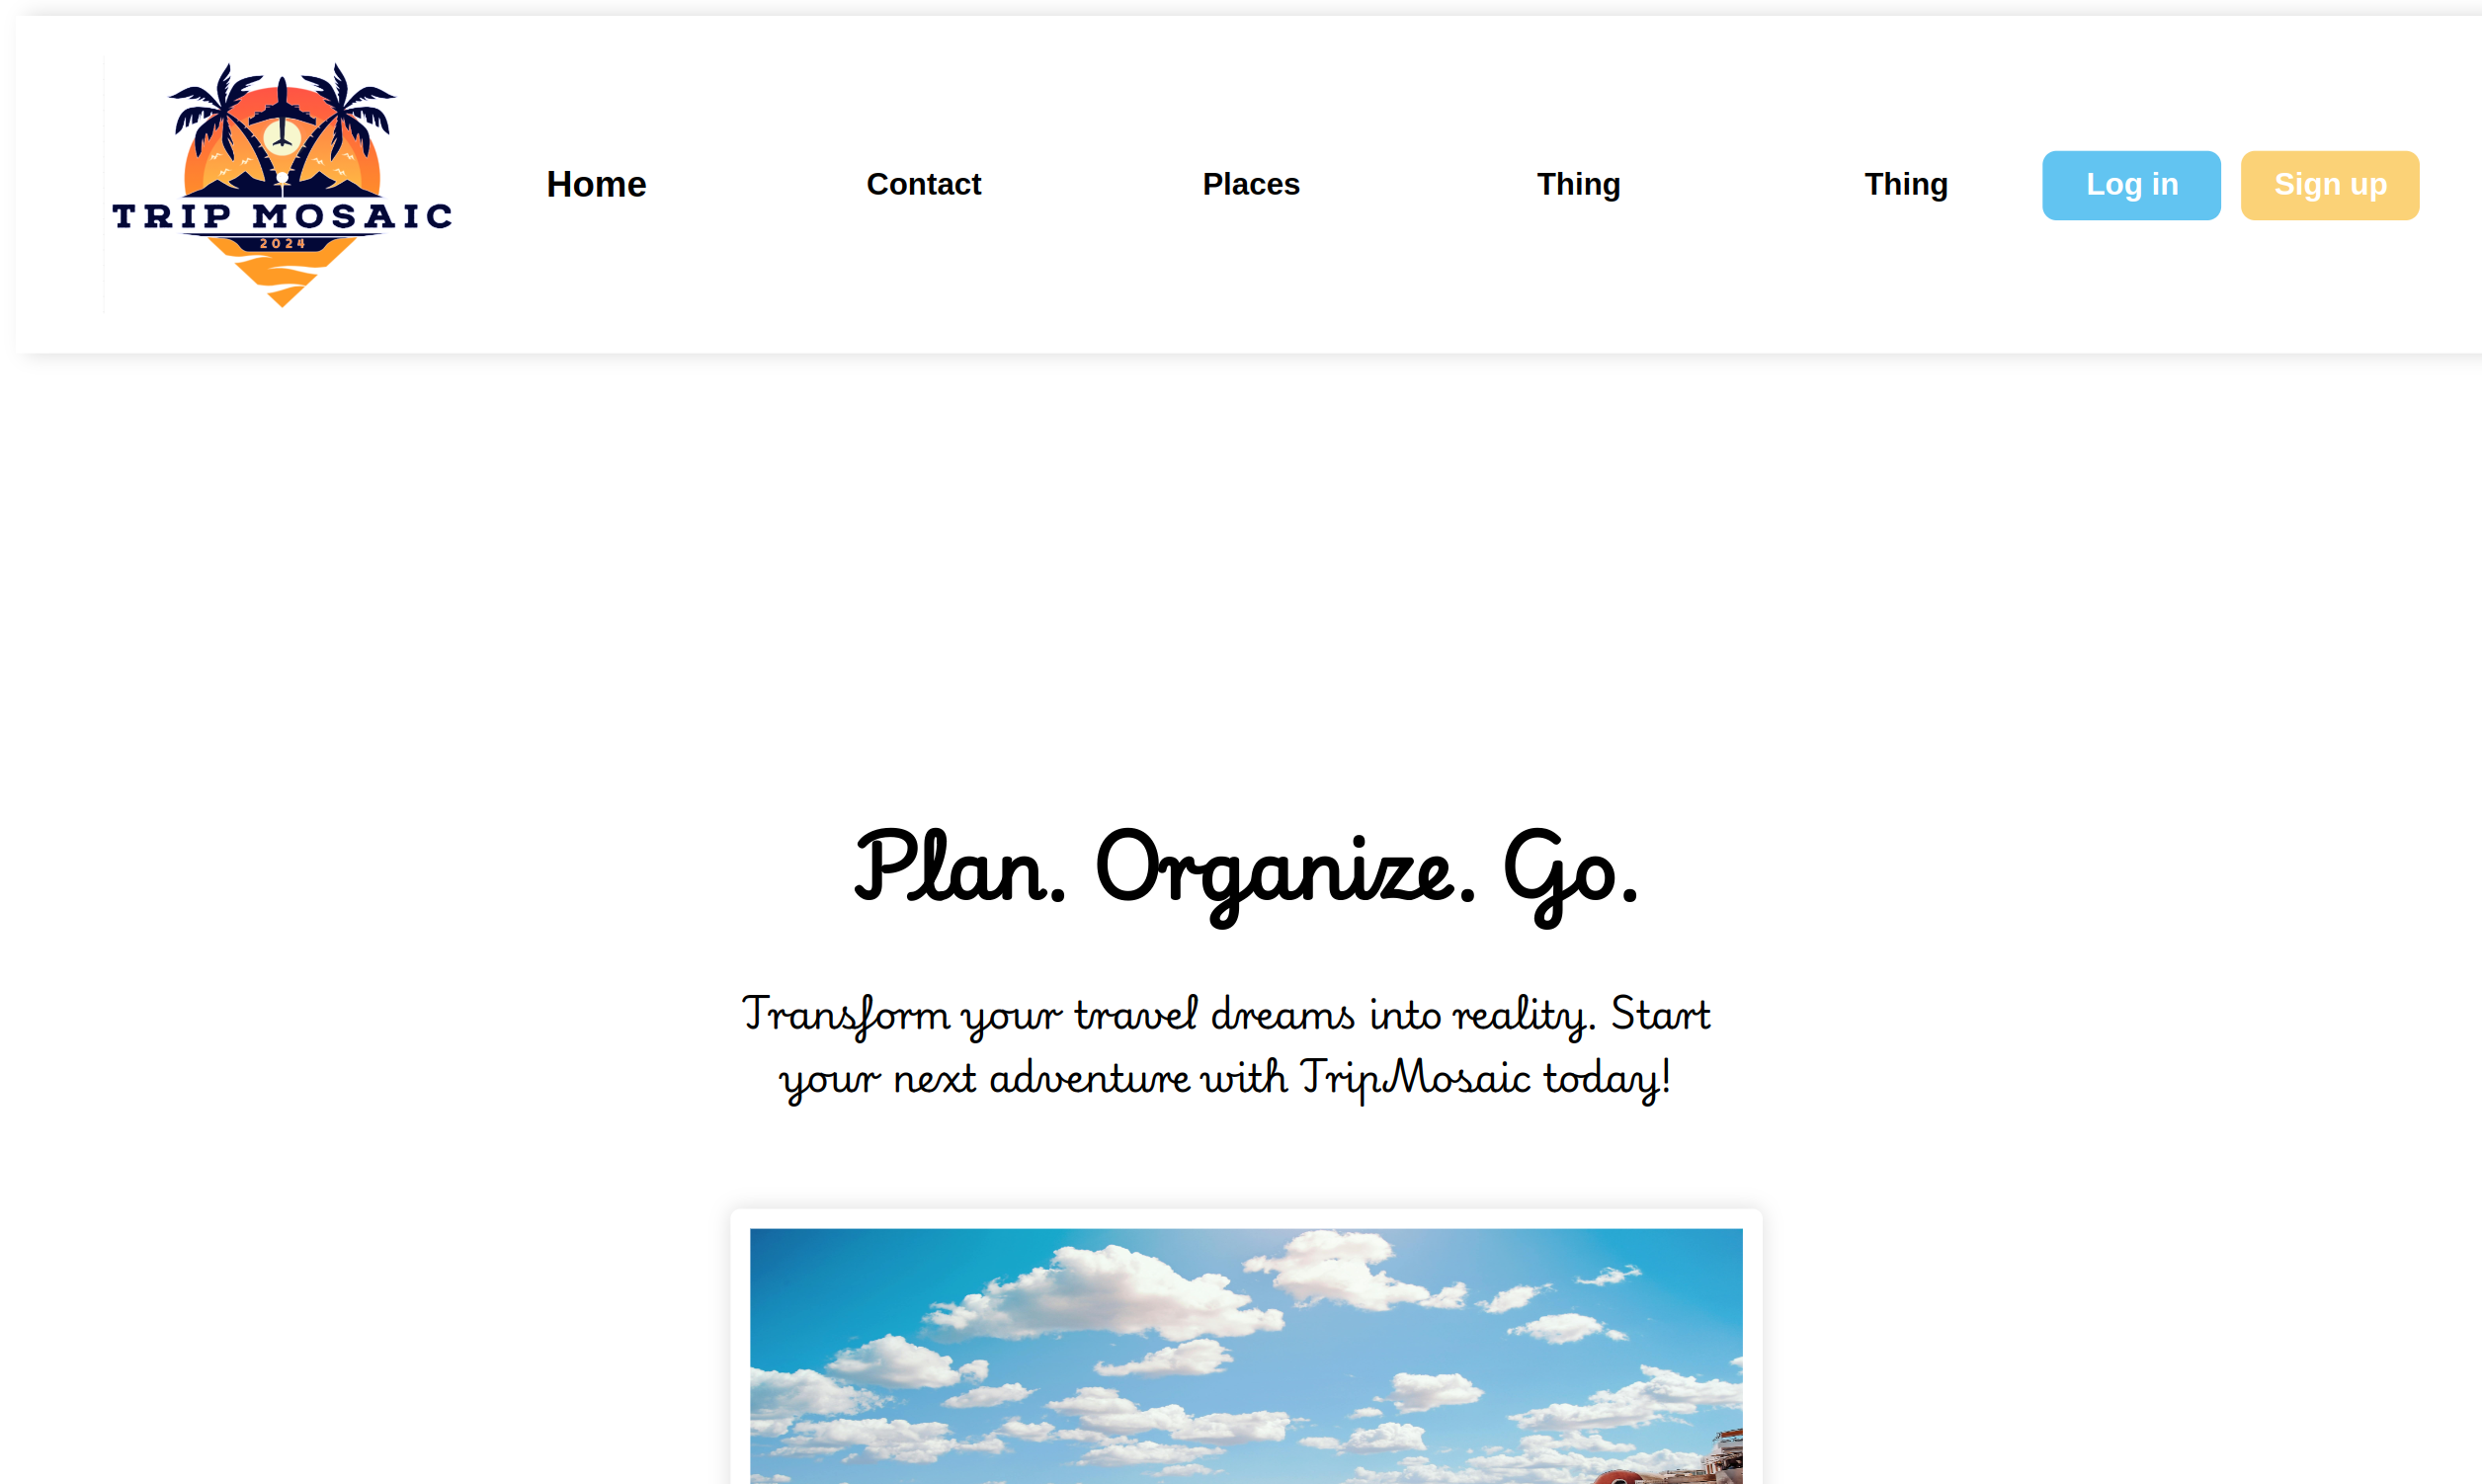 TRIP MOSAIC
2024
Home Contact Places Thing Thing Log in Sign up
Plan. Organize. Go.
Transform your travel dreams into reality. Start
your next adventure with TripMosaic today!